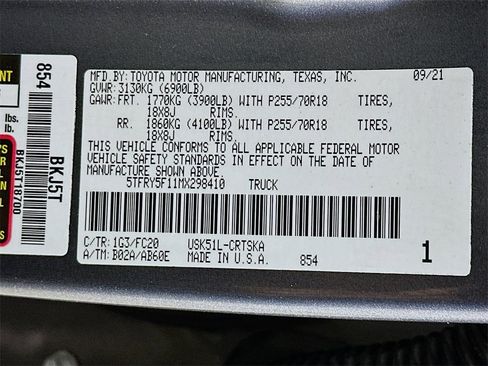 MFD.BY:TOYOTA MOTOR MANUFACTURING, TEXAS, INC. 09/21
GVWR: 3130KG (6900LB)
GAWR: FRT. 1770KG (3900LB) WITH P255/70R18 TIRES,
18X8J RIMS.
RR. 1860KG (4100LB) WITH P255/70R18 TIRES,
18X8J RIMS.
THIS VEHICLE CONFORMS TO ALL APPLICABLE FEDERAL MOTOR
VEHICLE SAFETY STANDARDS IN EFFECT ON THE DATE OF
MANUFACTURE SHOWN ABOVE.
5TFRY5F11MX298410 TRUCK
C/TR: 1G3/FC20 USK51L-CRTSKA
A/TM: B02A/AB60E MADE IN U.S.A. 854
1
854
BKJ5T
BKJ5T18700
lbs.
lb.